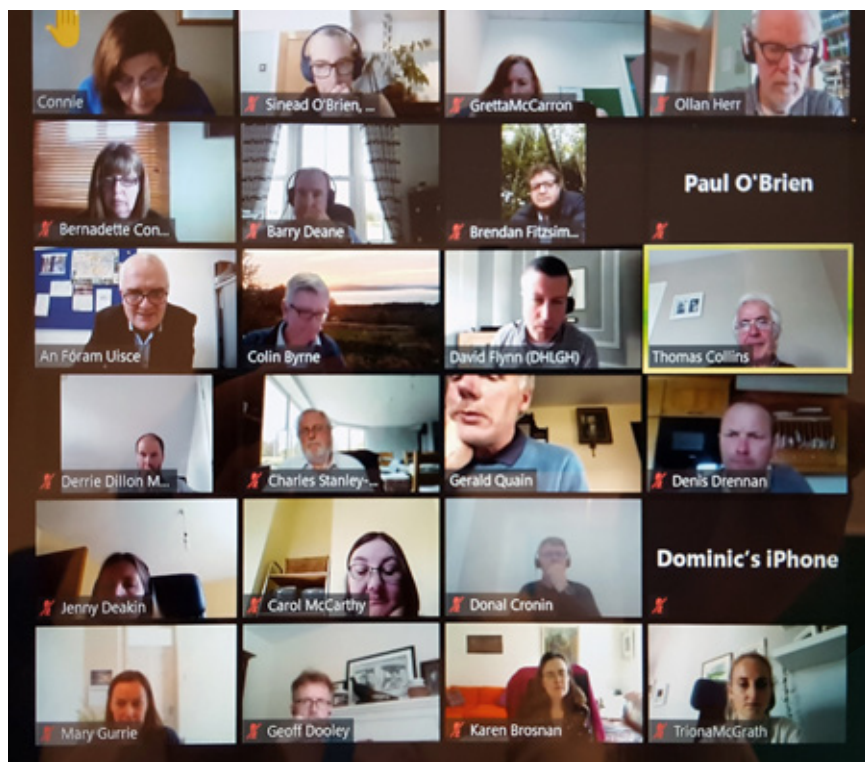 Connie
Sinead O'Brien, ...
GrettaMcCarron
Ollan Herr
Bernadette Con...
Barry Deane
Brendan Fitzsim...
Paul O'Brien
An Fóram Uisce
Colin Byrne
David Flynn (DHLGH)
Thomas Collins
Derrie Dillon M...
Charles Stanley-...
Gerald Quain
Denis Drennan
Jenny Deakin
Carol McCarthy
Donal Cronin
Dominic's iPhone
Mary Gurrie
Geoff Dooley
Karen Brosnan
TrionaMcGrath